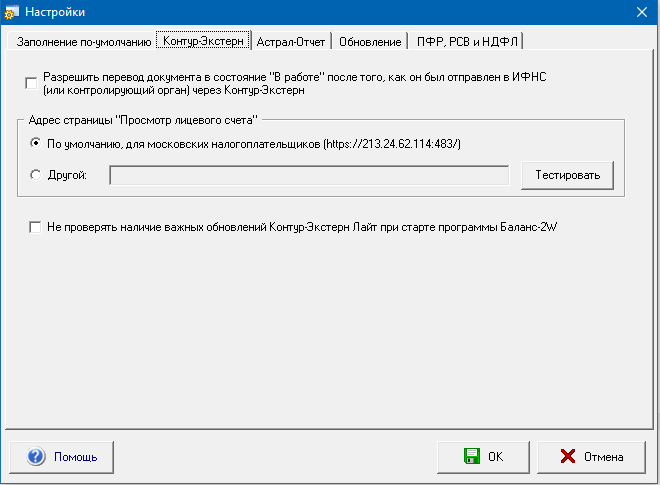 Настройки
Заполнение по-умолчанию Контур-Экстерн Астрал-Отчет Обновление ПФР, РСВ и НДФЛ
Разрешить перевод документа в состояние "В работе" после того, как он был отправлен в ИФНС
(или контролирующий орган) через Контур-Экстерн
Адрес страницы "Просмотр лицевого счета"
По умолчанию, для московских налогоплательщиков (https://213.24.62.114:483/)
Другой: Тестировать
Не проверять наличие важных обновлений Контур-Экстерн Лайт при старте программы Баланс-2W
Помощь OK Отмена